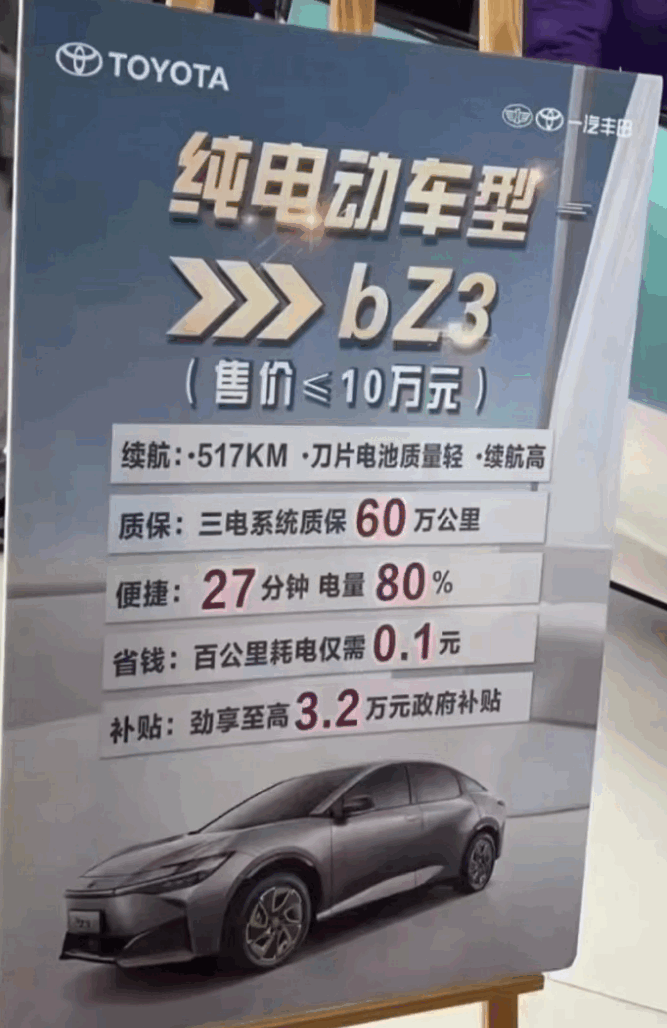 TOYOTA
一汽丰田
纯电动车型
bZ3
(售价≤10万元)
续航:·517KM ·刀片电池质量轻 ·续航高
质保: 三电系统质保60万公里
便捷: 27分钟 电量80%
省钱: 百公里耗电仅需0.1元
补贴: 劲享至高3.2万元政府补贴